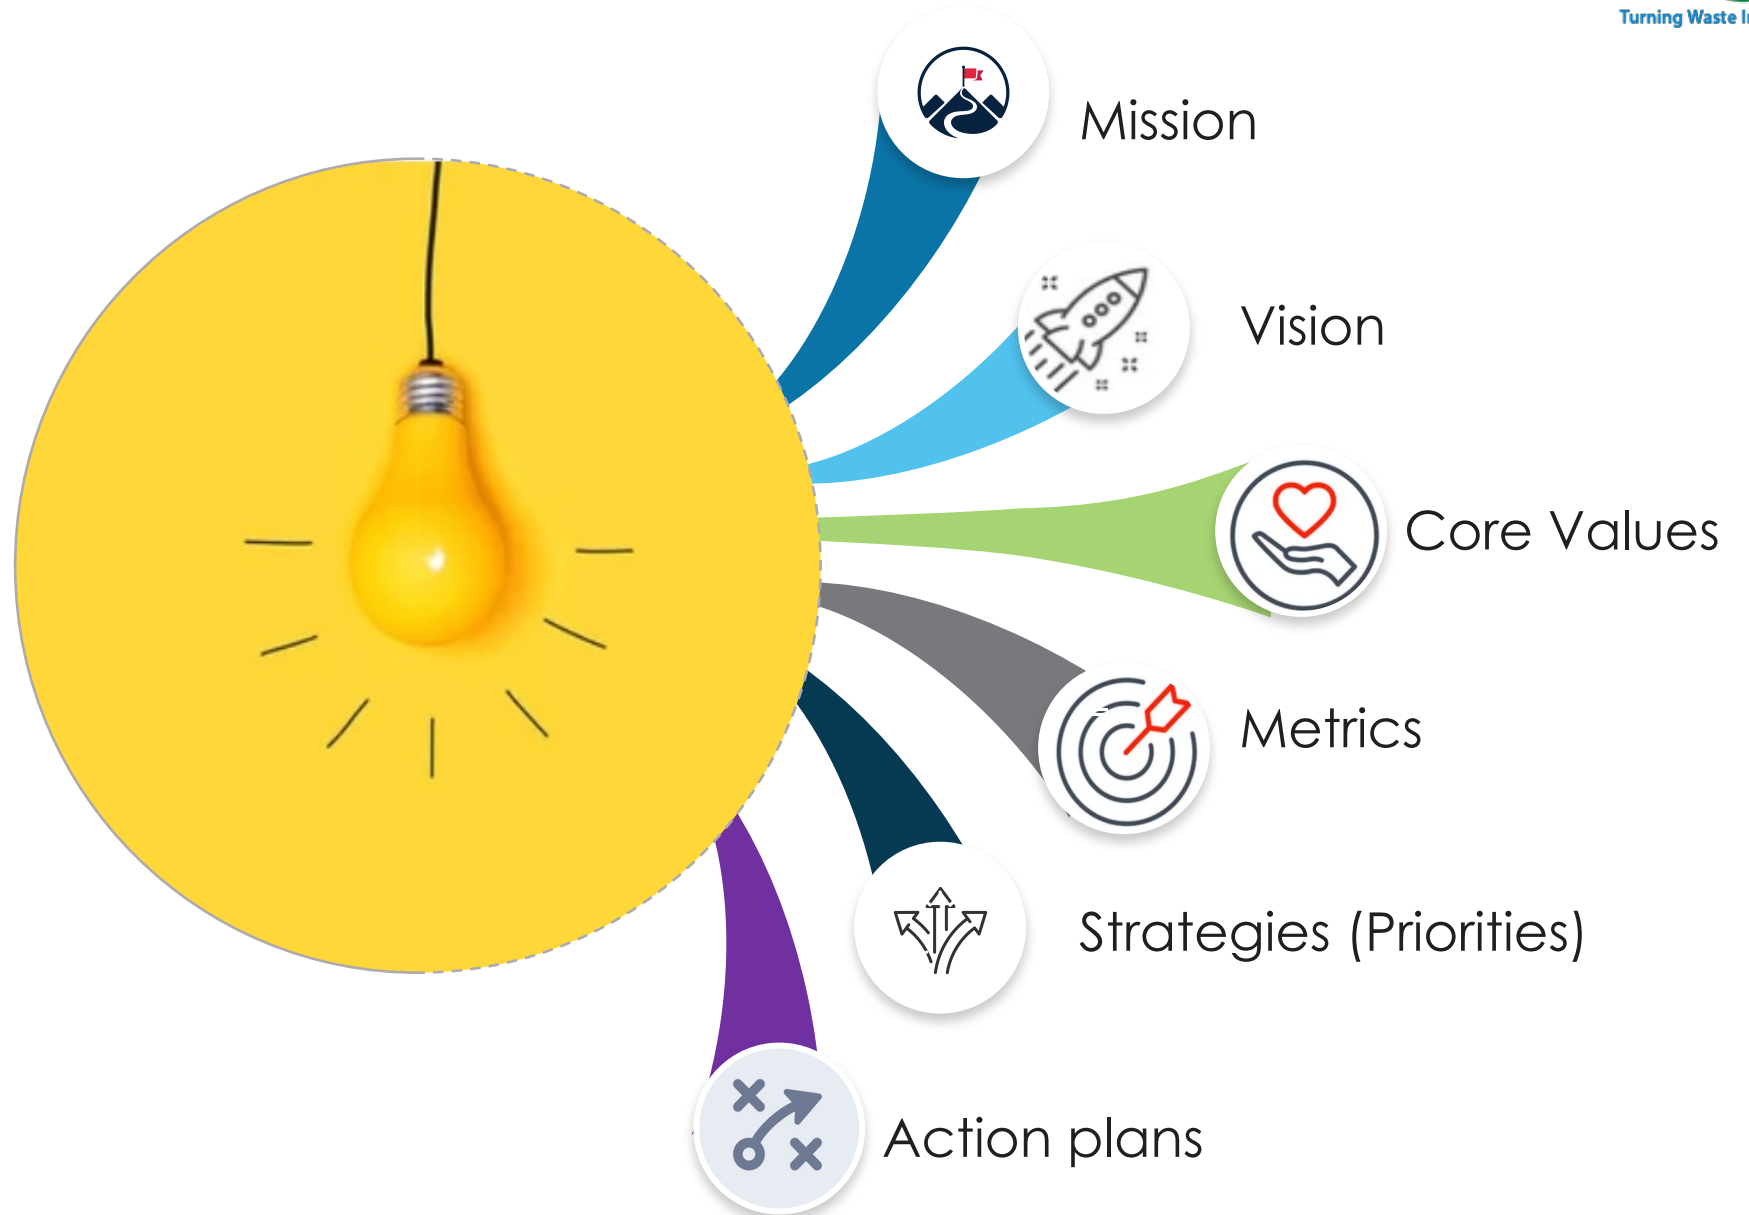 Turning Waste
Mission
Vision
Core Values
Metrics
Strategies (Priorities)
Action plans